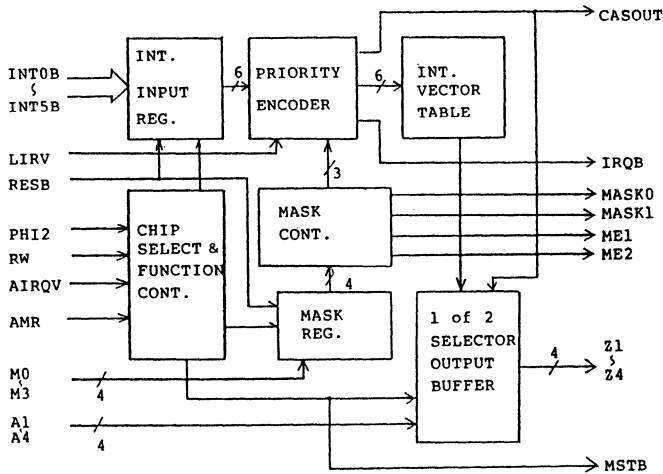 CASOUT
INT0B
∫
INT5B
INT.
INPUT
REG.
6
PRIORITY
ENCODER
6
INT.
VECTOR
TABLE
LIRV
RESB
IRQB
3
MASK0
MASK1
ME1
ME2
MASK
CONT.
PHI2
RW
AIRQV
AMR
CHIP
SELECT &
FUNCTION
CONT.
4
MASK
REG.
1 of 2
SELECTOR
OUTPUT
BUFFER
4
Z1
∫
Z4
M0
∫
M3
4
A1
A4
4
MSTB